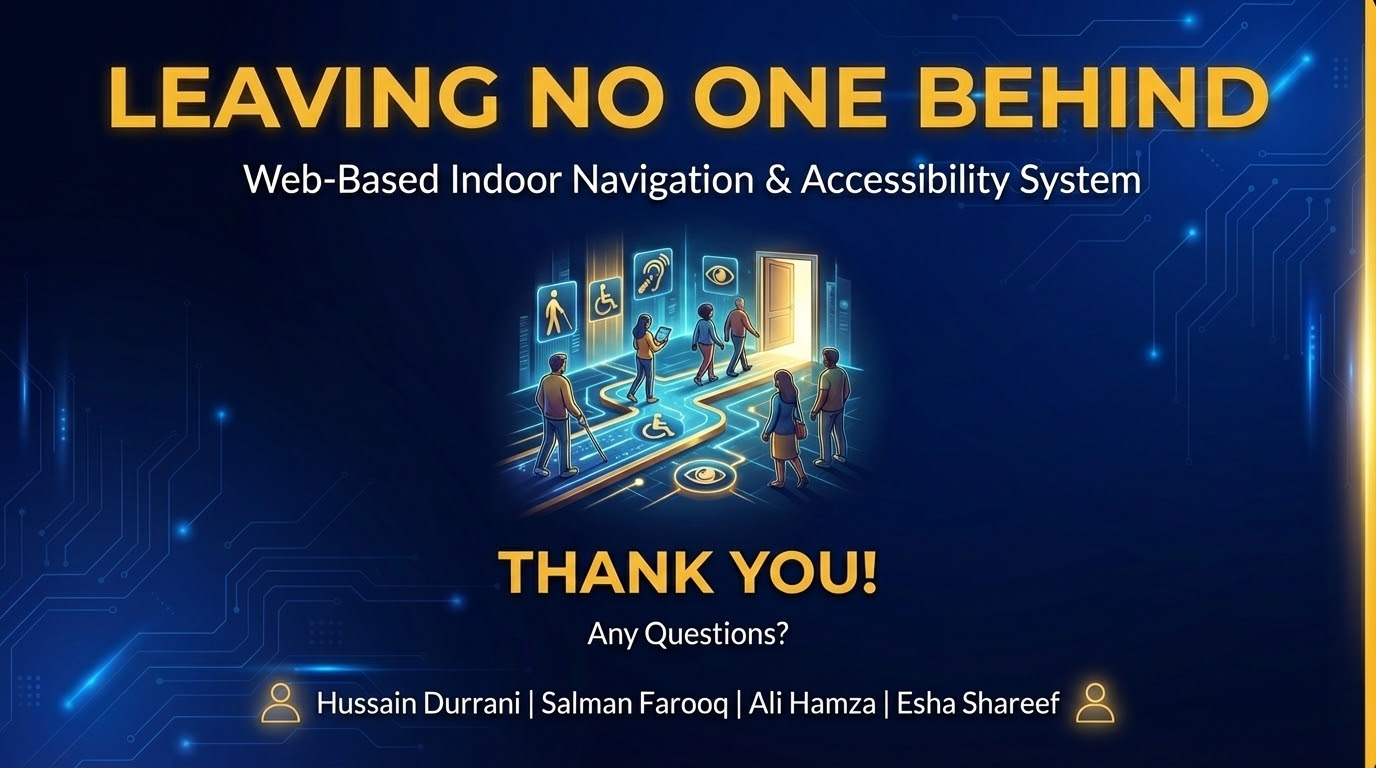 LEAVING NO ONE BEHIND
Web-Based Indoor Navigation & Accessibility System
THANK YOU!
Any Questions?
Hussain Durrani | Salman Farooq | Ali Hamza | Esha Shareef